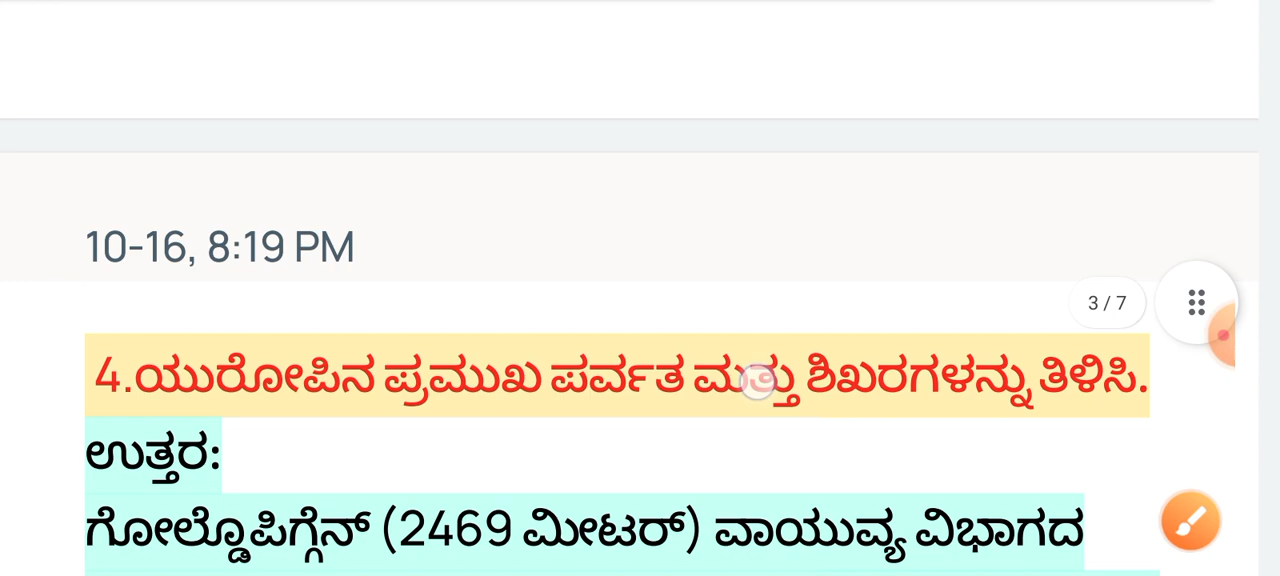 10-16, 8:19 PM
3 / 7
4.ಯುರೋಪಿನ ಪ್ರಮುಖ ಪರ್ವತ ಮತ್ತು ಶಿಖರಗಳನ್ನು ತಿಳಿಸಿ.
ಉತ್ತರ:
ಗೋಲ್ಡೊಪಿಗ್ಗೆನ್ (2469 ಮೀಟರ್) ವಾಯುವ್ಯ ವಿಭಾಗದ